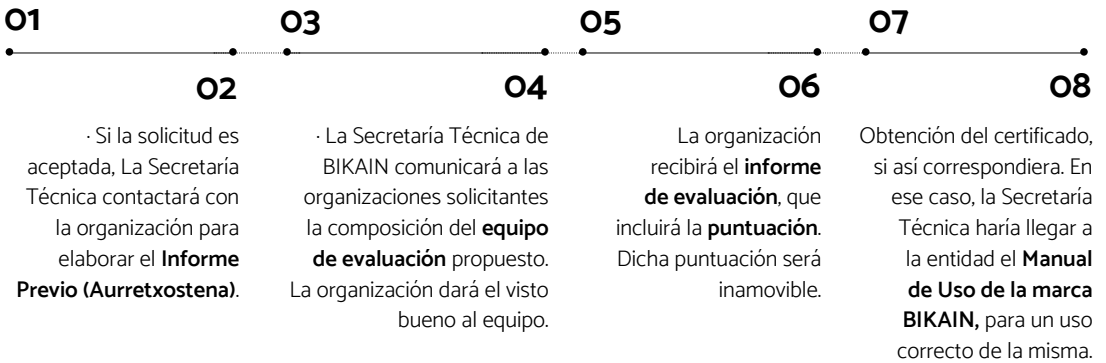 01
02
· Si la solicitud es
aceptada, La Secretaría
Técnica contactará con
la organización para
elaborar el Informe
Previo (Aurretxostena).
03
04
· La Secretaría Técnica de
BIKAIN comunicará a las
organizaciones solicitantes
la composición del equipo
de evaluación propuesto.
La organización dará el visto
bueno al equipo.
05
06
La organización
recibirá el informe
de evaluación, que
incluirá la puntuación.
Dicha puntuación será
inamovible.
07
08
Obtención del certificado,
si así correspondiera. En
ese caso, la Secretaría
Técnica haría llegar a
la entidad el Manual
de Uso de la marca
BIKAIN, para un uso
correcto de la misma.